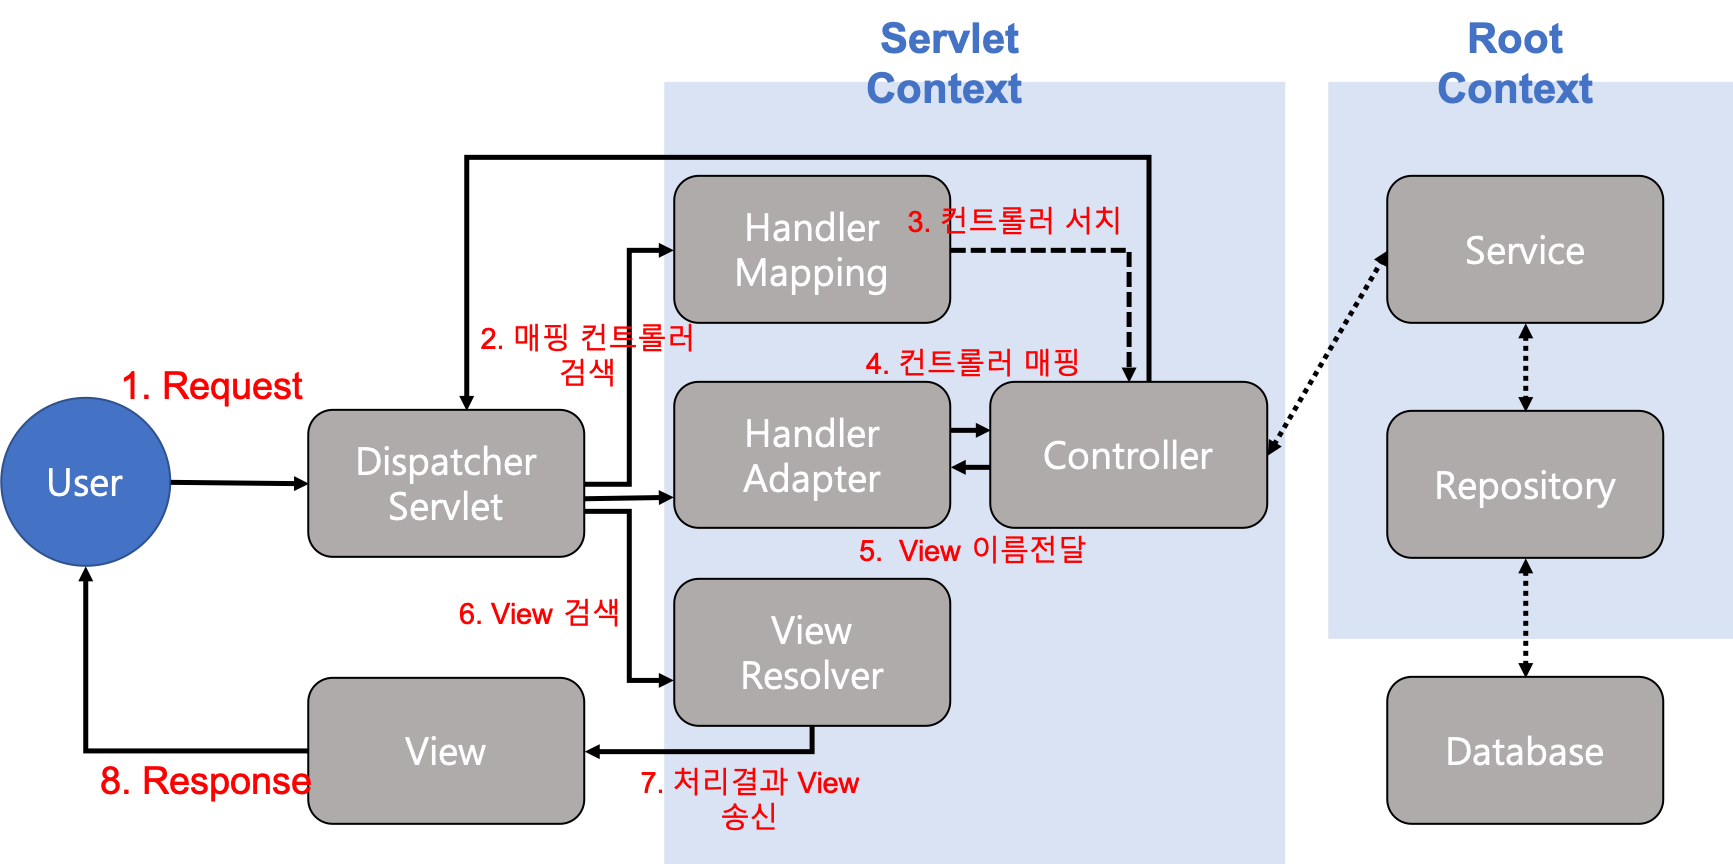 Servlet
Context
Root
Context
Handler
Mapping
3. 컨트롤러 서치
Service
2. 매핑 컨트롤러
검색
4. 컨트롤러 매핑
1. Request
User
Dispatcher
Servlet
Handler
Adapter
Controller
Repository
5. View 이름전달
6. View 검색
View
Resolver
View
8. Response
7. 처리결과 View
송신
Database